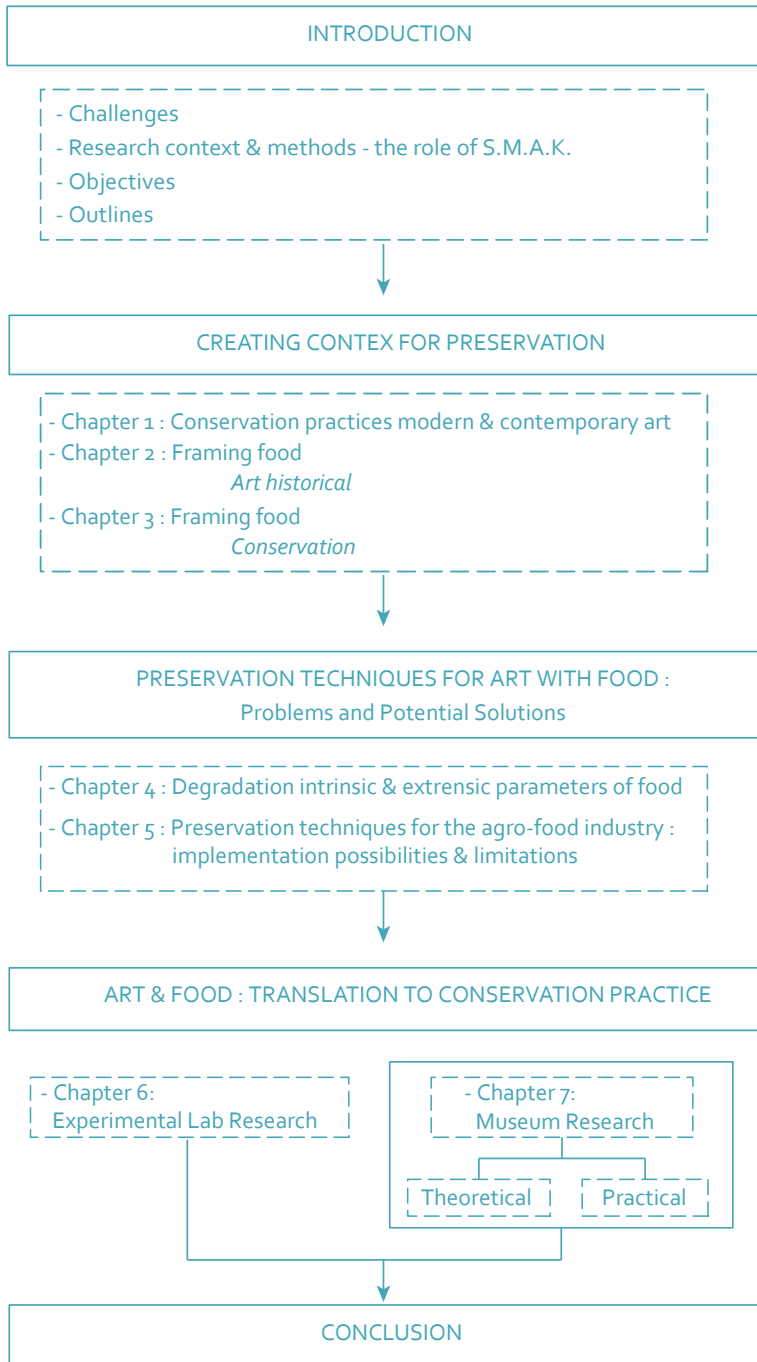 INTRODUCTION
- Challenges
- Research context & methods - the role of S.M.A.K.
- Objectives
- Outlines
CREATING CONTEX FOR PRESERVATION
- Chapter 1 : Conservation practices modern & contemporary art
- Chapter 2 : Framing food
Art historical
- Chapter 3 : Framing food
Conservation
PRESERVATION TECHNIQUES FOR ART WITH FOOD :
Problems and Potential Solutions
- Chapter 4 : Degradation intrinsic & extrensic parameters of food
- Chapter 5 : Preservation techniques for the agro-food industry :
implementation possibilities & limitations
ART & FOOD : TRANSLATION TO CONSERVATION PRACTICE
- Chapter 6:
Experimental Lab Research
- Chapter 7:
Museum Research
Theoretical
Practical
CONCLUSION